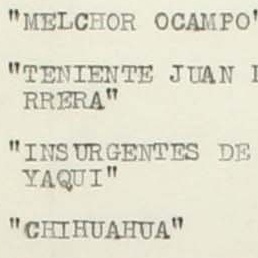 "MELCHOR OCAMPO"
"TENIENTE JUAN
RRERA"
"INSURGENTES DE
YAQUI"
"CHIHUAHUA"